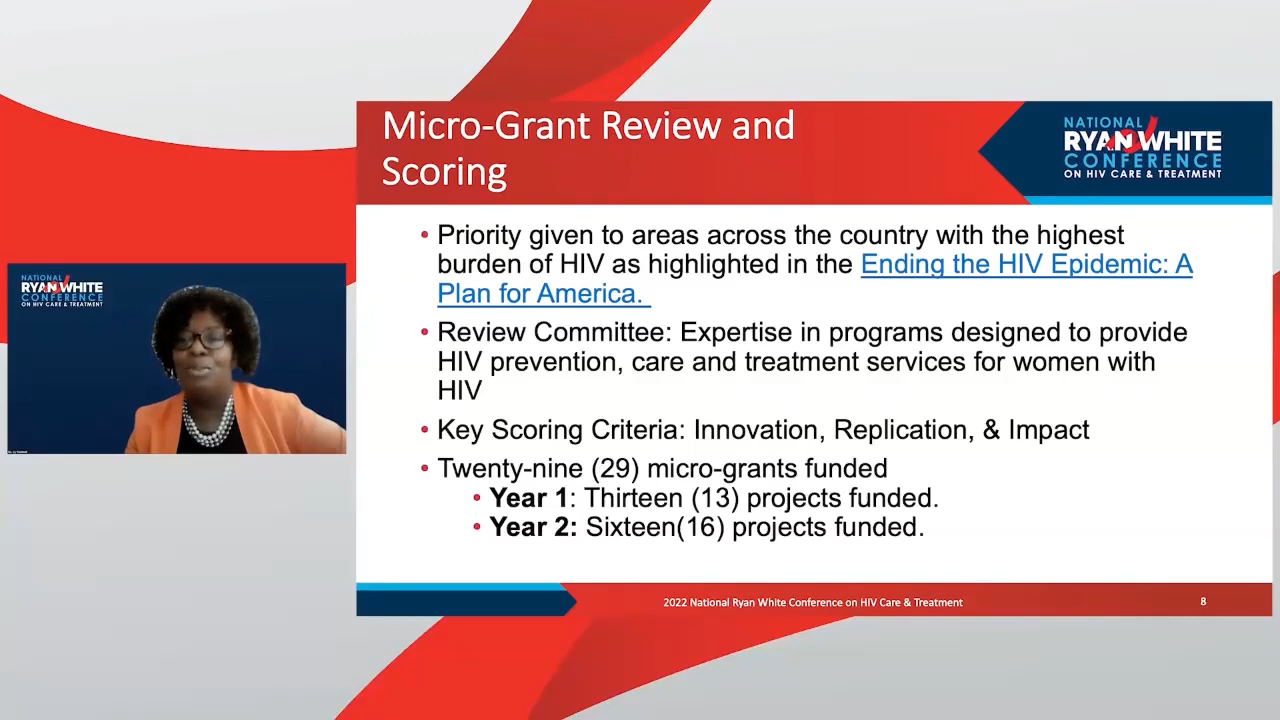 Micro-Grant Review and
Scoring
NATIONAL
RYAN WHITE
CONFERENCE
ON HIV CARE & TREATMENT
• Priority given to areas across the country with the highest
burden of HIV as highlighted in the Ending the HIV Epidemic: A
Plan for America.
• Review Committee: Expertise in programs designed to provide
HIV prevention, care and treatment services for women with
HIV
• Key Scoring Criteria: Innovation, Replication, & Impact
• Twenty-nine (29) micro-grants funded
• Year 1: Thirteen (13) projects funded.
• Year 2: Sixteen(16) projects funded.
2022 National Ryan White Conference on HIV Care & Treatment
8
NATIONAL
RYAN WHITE
CONFERENCE
ON HIV CARE & TREATMENT